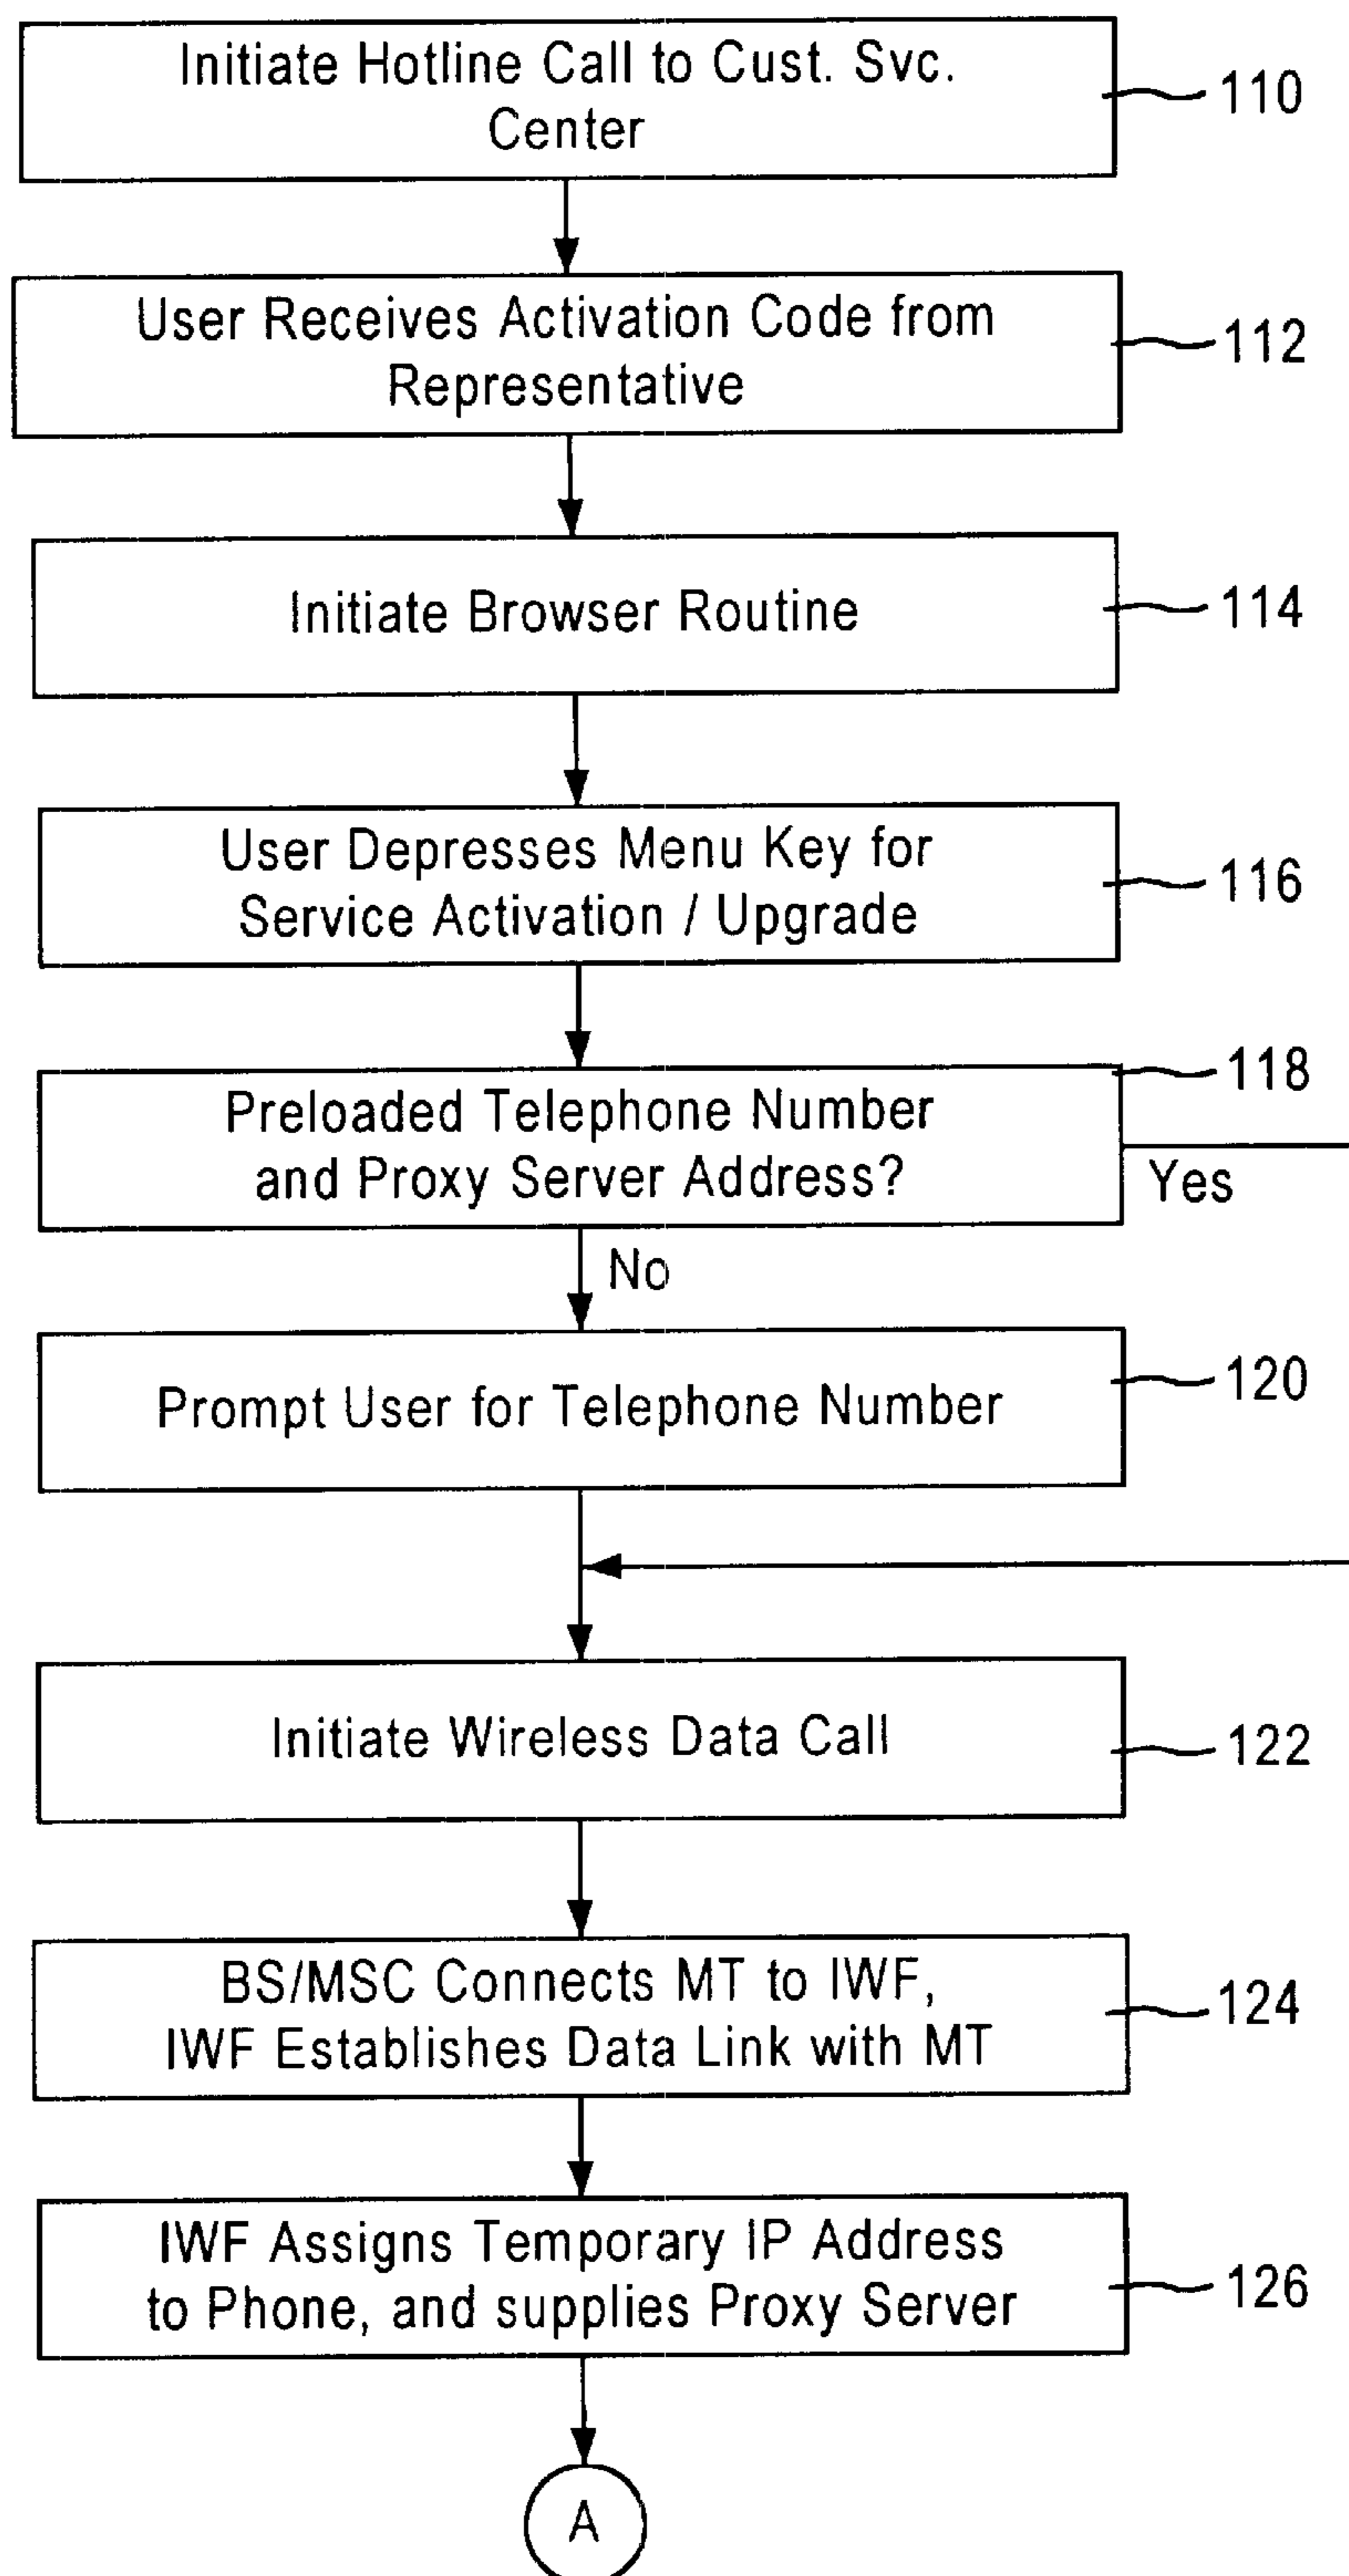 Initiate Hotline Call to Cust. Svc.
Center
110
User Receives Activation Code from
Representative
112
Initiate Browser Routine
114
User Depresses Menu Key for
Service Activation / Upgrade
116
118
Preloaded Telephone Number
and Proxy Server Address?
Yes
No
120
Prompt User for Telephone Number
Initiate Wireless Data Call
122
BS/MSC Connects MT to IWF,
IWF Establishes Data Link with MT
124
IWF Assigns Temporary IP Address
to Phone, and supplies Proxy Server
126
A